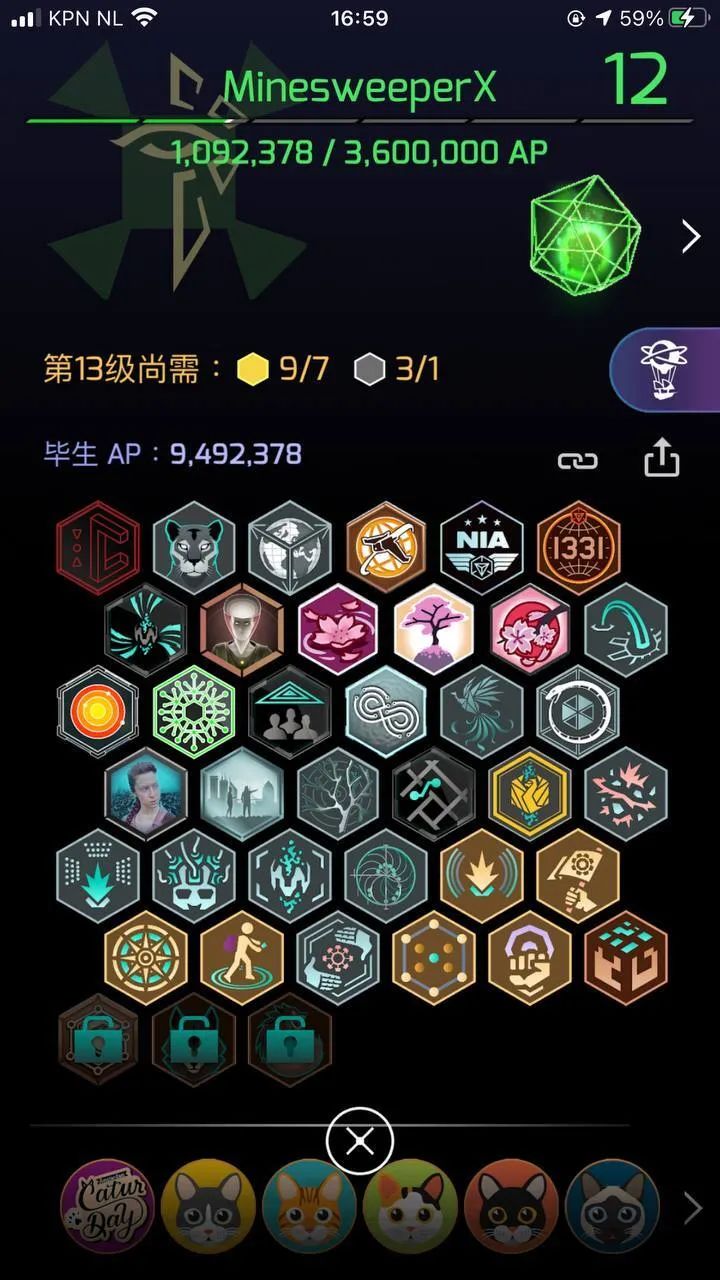 KPN NL 16:59 59%
MinesweeperX 12
1,092,378 / 3,600,000 AP
第13级尚需： 9/7 3/1
毕生 AP：9,492,378
NIA
1331
Catur
Day